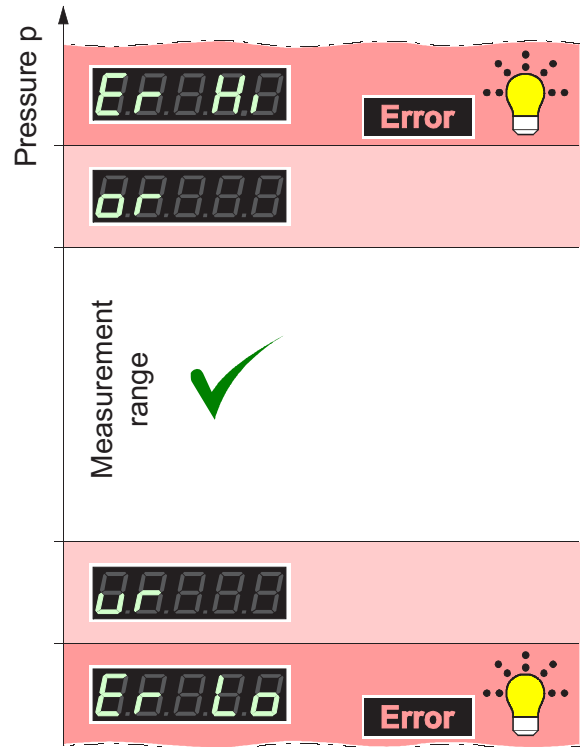 Pressure p
Er Hi
Error
or
Measurement
range
ur
Er Lo
Error